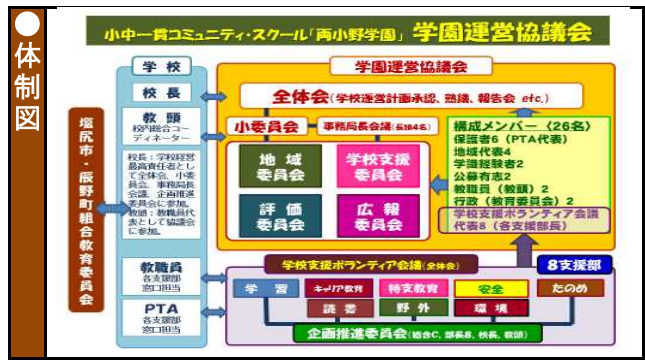 ●体制図
小中一貫コミュニティ・スクール「両小野学園」 学園運営協議会
塩尻市・辰野町組合教育委員会
学校
校長
教頭
校内総合コー
ディネーター
校長:学校経営
最高責任者とし
て全体会、小委
員会、事務局長
会議、企画推進
委員会に参加。
教頭:教職員代
表として協議会
に参加。
教職員
各支援部
窓口担当
PTA
各支援部
窓口担当
学園運営協議会
全体会(学校運営計画承認、熟議、報告会 etc.)
小委員会
事務局長会議(長諮4名)
地域
委員会
学校支援
委員会
評価
委員会
広報
委員会
構成メンバー(26名)
保護者6(PTA代表)
地域代表4
学識経験者2
公募有志2
教職員(教頭)2
行政(教育委員会)2
学校支援ボランティア会議
代表8(各支援部長)
学校支援ボランティア会議(全体会)
8支援部
学習
キャリア教育
特支教育
安全
たのめ
読書
野外
環境
企画推進委員会(総合C、部長8、校長、教頭)